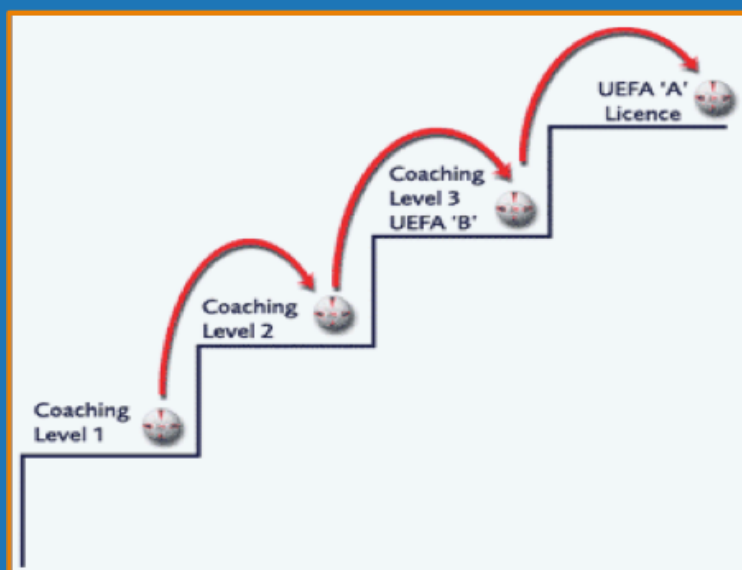 Coaching
Level 1
Coaching
Level 2
Coaching
Level 3
UEFA 'B'
UEFA 'A'
Licence